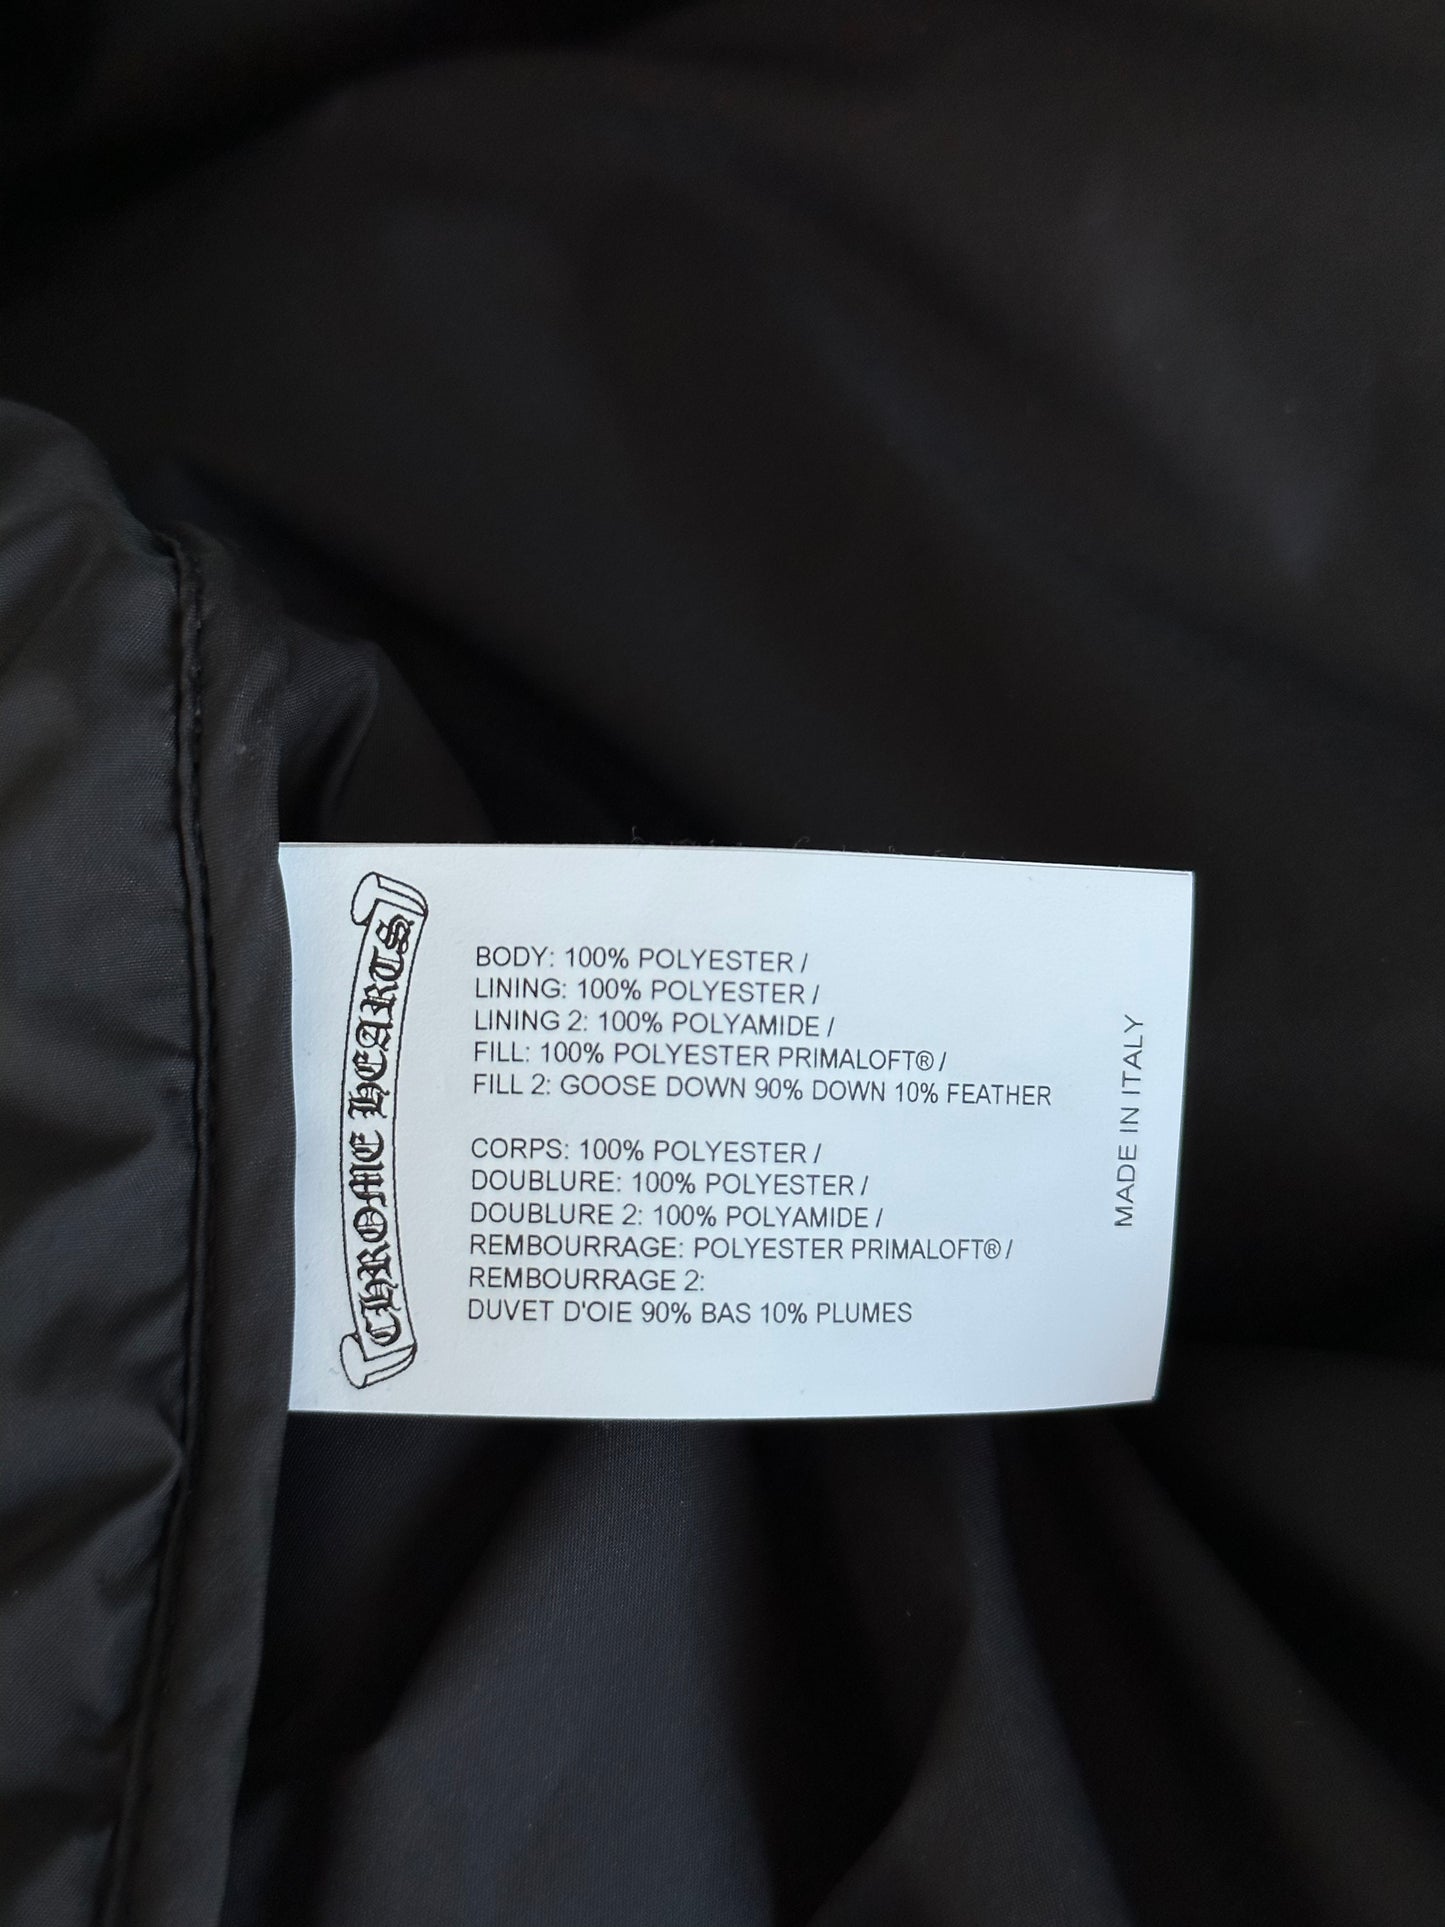 CHROME HEARTS
BODY: 100% POLYESTER /
LINING: 100% POLYESTER /
LINING 2: 100% POLYAMIDE /
FILL: 100% POLYESTER PRIMALOFT® /
FILL 2: GOOSE DOWN 90% DOWN 10% FEATHER
CORPS: 100% POLYESTER /
DOUBLURE: 100% POLYESTER /
DOUBLURE 2: 100% POLYAMIDE /
REMBOURRAGE: POLYESTER PRIMALOFT® /
REMBOURRAGE 2:
DUVET D'OIE 90% BAS 10% PLUMES
MADE IN ITALY